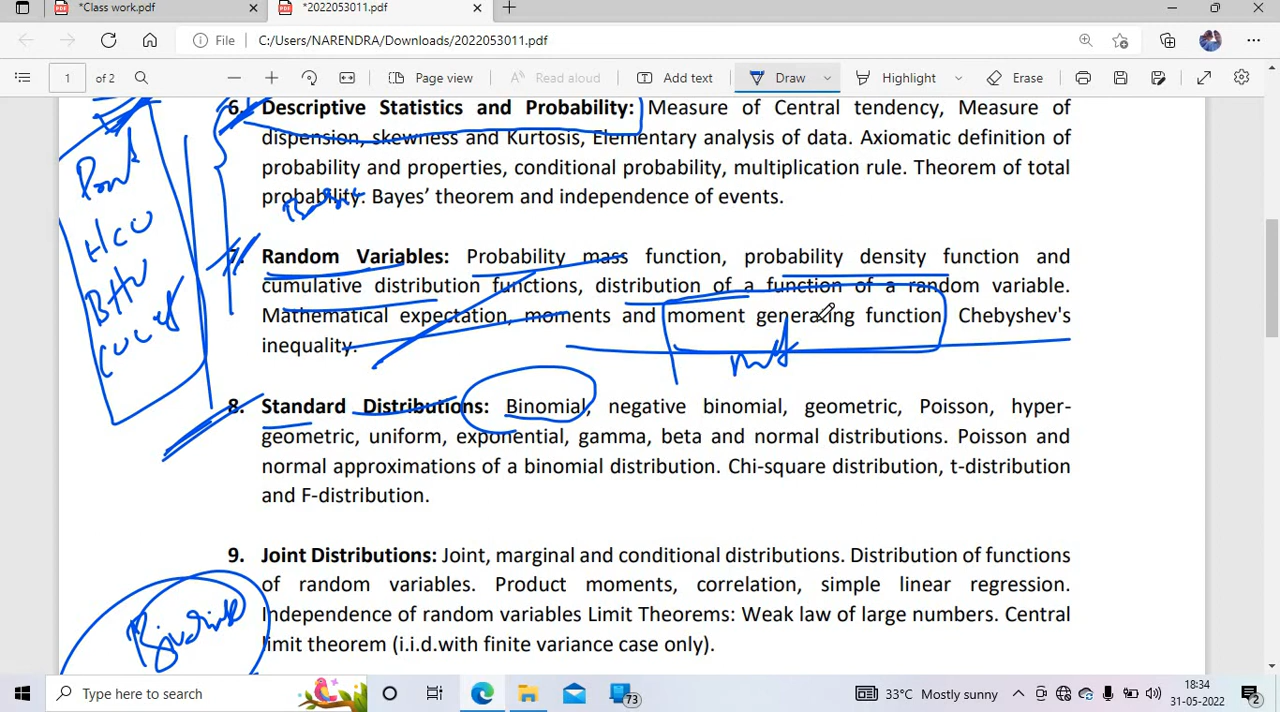 *Class work.pdf
*2022053011.pdf
File C:/Users/NARENDRA/Downloads/2022053011.pdf
1 of 2 Page view Read aloud Add text Draw Highlight Erase
6. Descriptive Statistics and Probability: Measure of Central tendency, Measure of
dispension, skewness and Kurtosis, Elementary analysis of data. Axiomatic definition of
probability and properties, conditional probability, multiplication rule. Theorem of total
probability. Bayes’ theorem and independence of events.
HCU
BHU
CUCET
7. Random Variables: Probability mass function, probability density function and
cumulative distribution functions, distribution of a function of a random variable.
Mathematical expectation, moments and moment generating function Chebyshev's
inequality.
mgf
8. Standard Distributions: Binomial, negative binomial, geometric, Poisson, hyper-
geometric, uniform, exponential, gamma, beta and normal distributions. Poisson and
normal approximations of a binomial distribution. Chi-square distribution, t-distribution
and F-distribution.
9. Joint Distributions: Joint, marginal and conditional distributions. Distribution of functions
of random variables. Product moments, correlation, simple linear regression.
Independence of random variables Limit Theorems: Weak law of large numbers. Central
limit theorem (i.i.d.with finite variance case only).
Type here to search
73
33°C Mostly sunny
18:34
31-05-2022
2